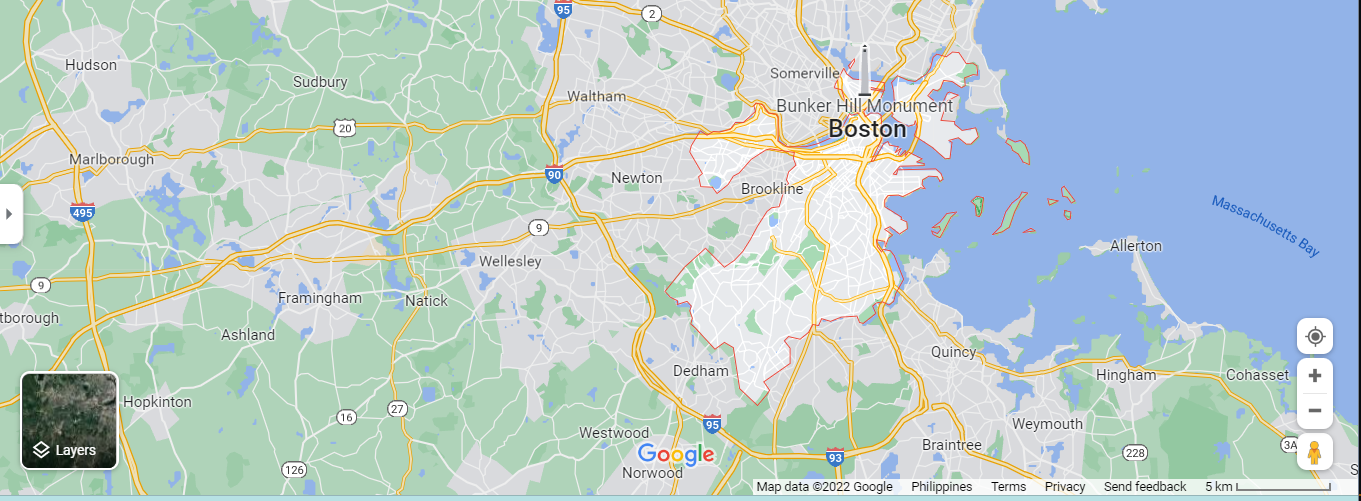 95
2
Hudson
Sudbury
Somerville
Waltham
Bunker Hill Monument
20
Boston
Marlborough
90
Newton
Brookline
495
Massachusetts Bay
9
Allerton
Wellesley
9
Framingham
Natick
tborough
Ashland
Quincy
Dedham
Hingham
Cohasset
Hopkinton
27
16
95
Weymouth
Westwood
Braintree
3A
Layers
Google
93
228
126
Norwood
S
Map data ©2022 Google Philippines Terms Privacy Send feedback 5 km